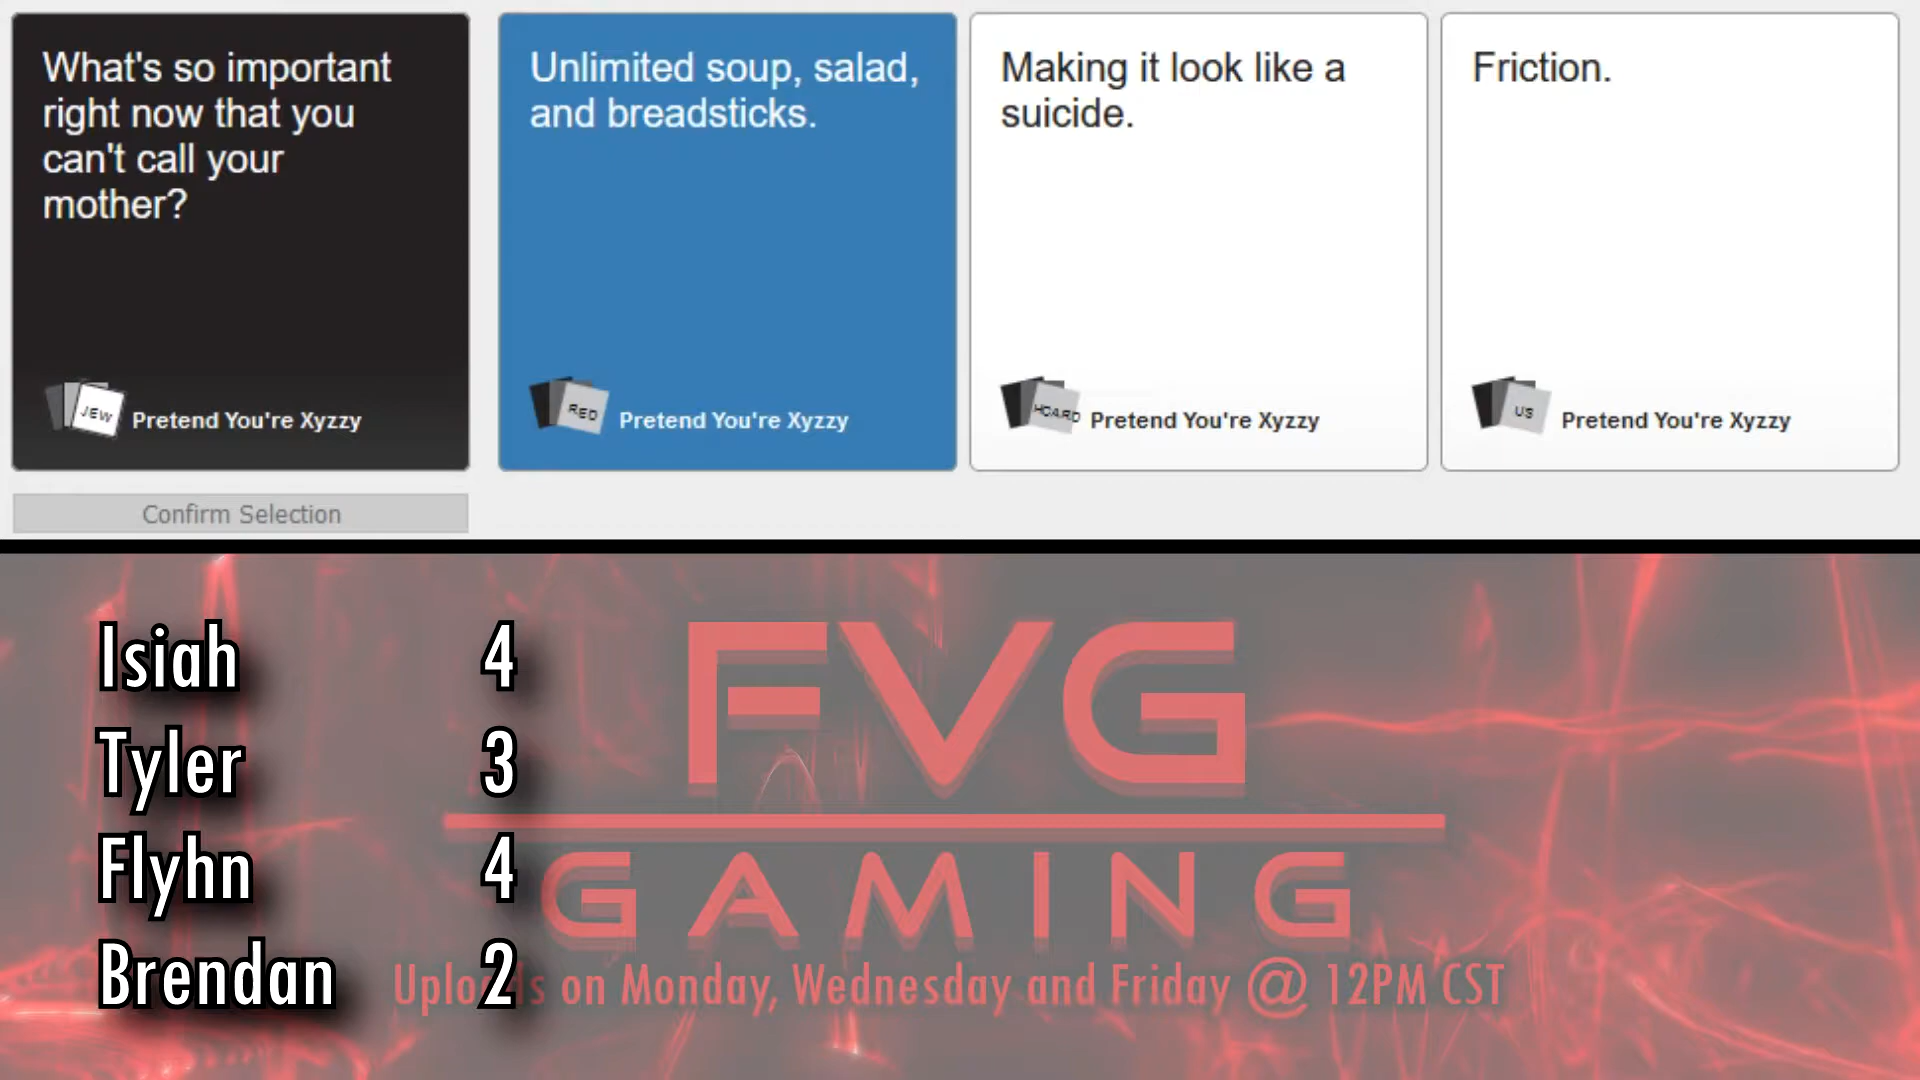 What's so important
right now that you
can't call your
mother?
JEW Pretend You're Xyzzy
Unlimited soup, salad,
and breadsticks.
RED Pretend You're Xyzzy
Making it look like a
suicide.
HCARD Pretend You're Xyzzy
Friction.
US Pretend You're Xyzzy
Confirm Selection
Isiah 4
Tyler 3
Flyhn 4
Brendan 2
FVG
GAMING
Uploads on Monday, Wednesday and Friday @ 12PM CST